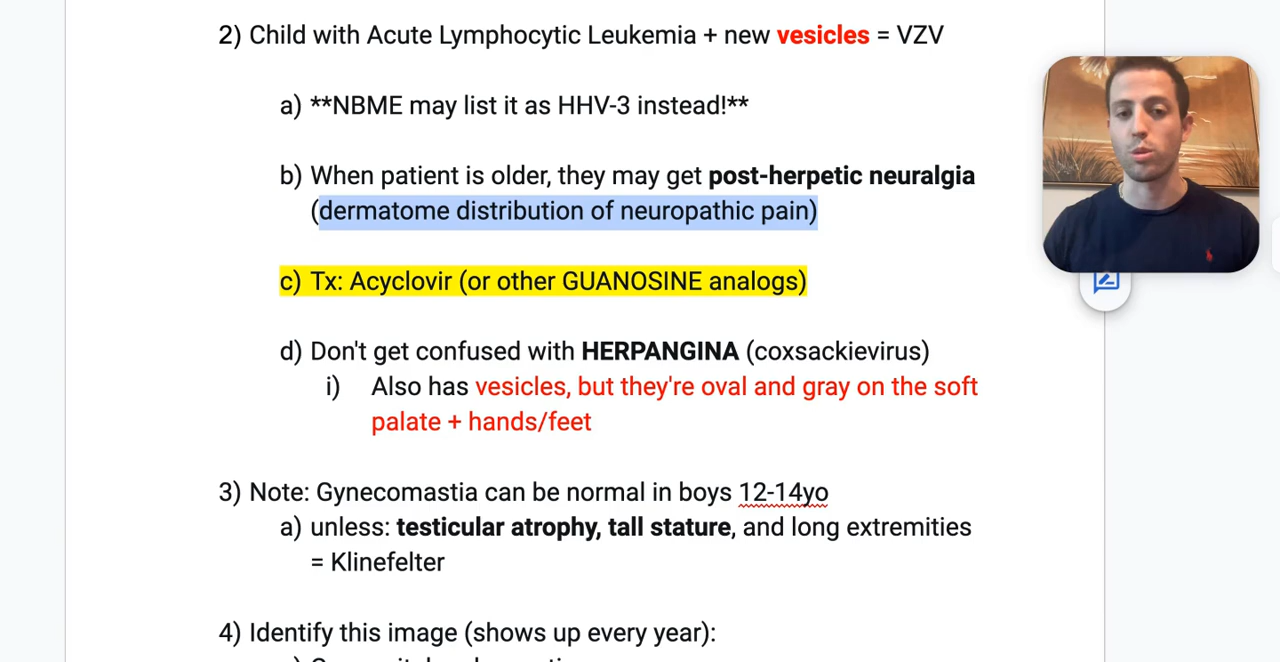 2) Child with Acute Lymphocytic Leukemia + new vesicles = VZV
a) **NBME may list it as HHV-3 instead!**
b) When patient is older, they may get post-herpetic neuralgia
(dermatome distribution of neuropathic pain)
c) Tx: Acyclovir (or other GUANOSINE analogs)
d) Don't get confused with HERPANGINA (coxsackievirus)
i) Also has vesicles, but they're oval and gray on the soft
palate + hands/feet
3) Note: Gynecomastia can be normal in boys 12-14yo
a) unless: testicular atrophy, tall stature, and long extremities
= Klinefelter
4) Identify this image (shows up every year):